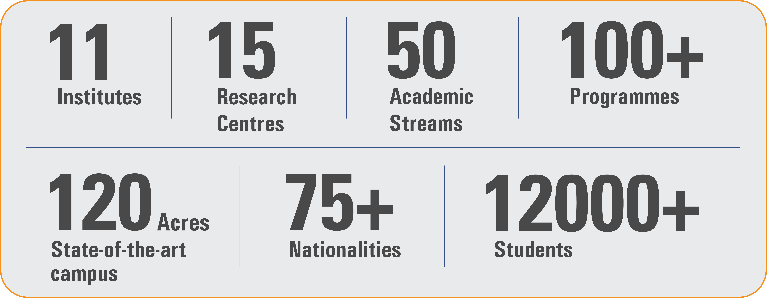 11
Institutes
15
Research
Centres
50
Academic
Streams
100+
Programmes
120 Acres
State-of-the-art
campus
75+
Nationalities
12000+
Students